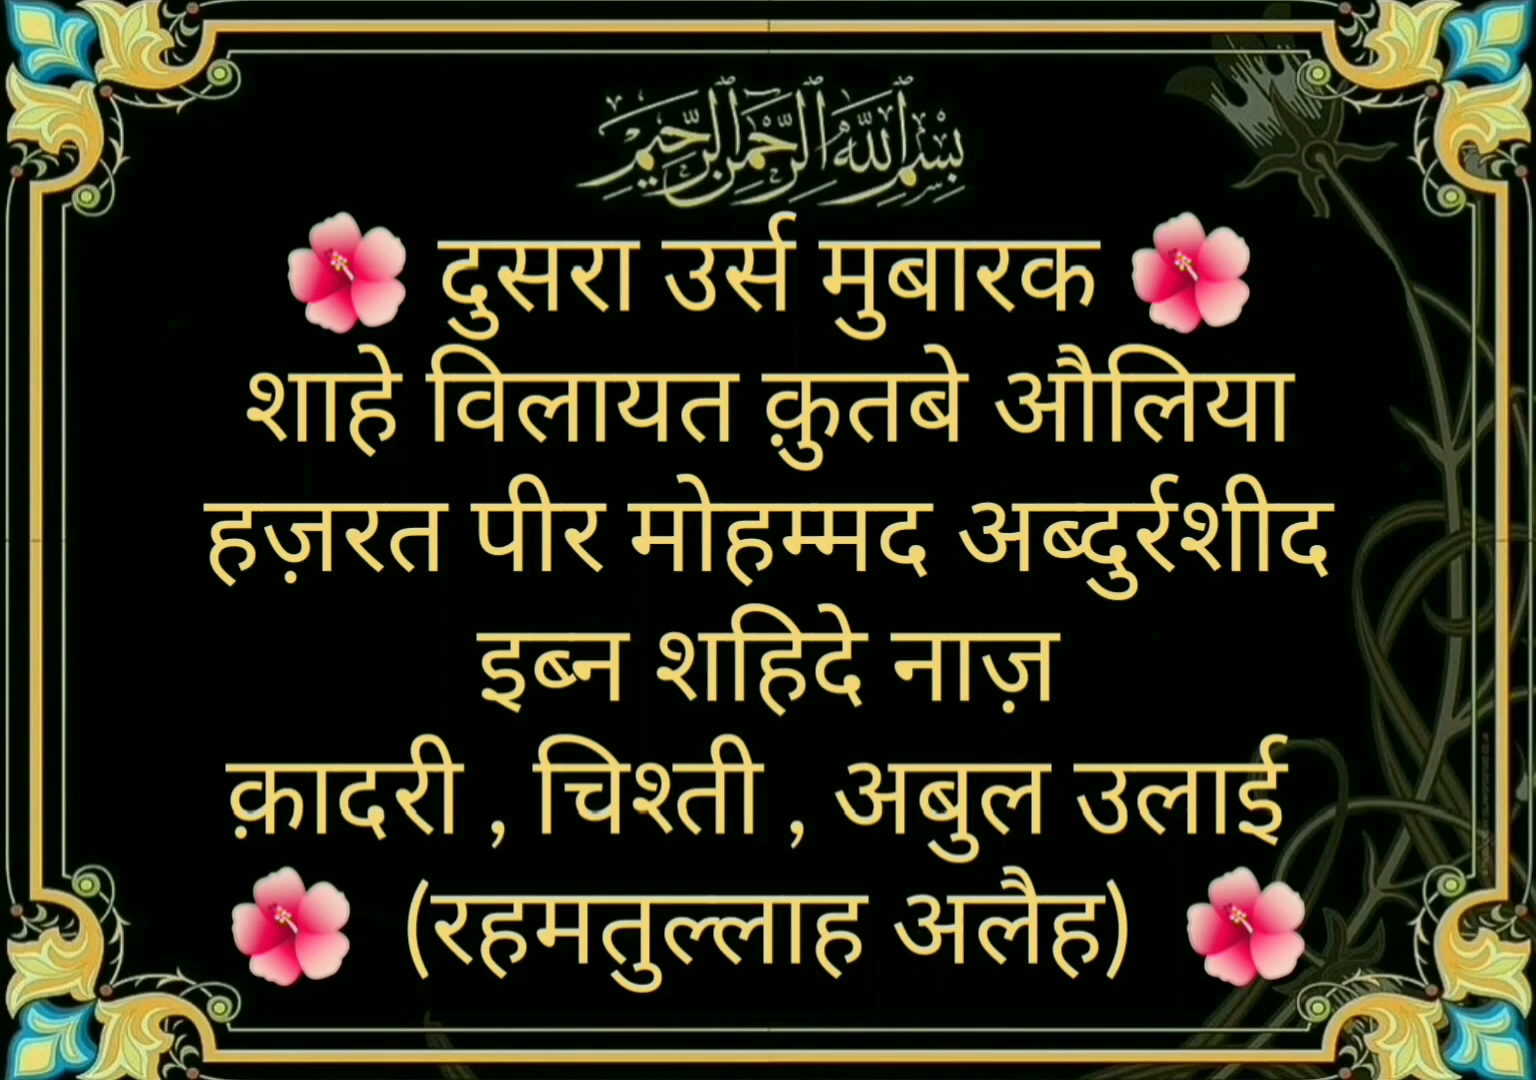 بسم الله الرحمن الرحيم
दुसरा उर्स मुबारक
शाहे विलायत क़ुतबे औलिया
हज़रत पीर मोहम्मद अब्दुर्रशीद
इब्न शहिदे नाज़
क़ादरी , चिश्ती , अबुल उलाई
(रहमतुल्लाह अलैह)